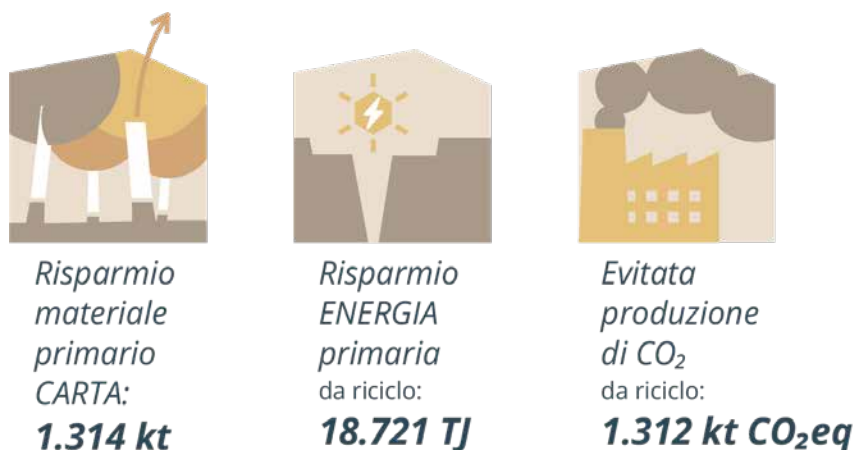 Risparmio
materiale
primario
CARTA:
1.314 kt
Risparmio
ENERGIA
primaria
da riciclo:
18.721 TJ
Evitata
produzione
di CO₂
da riciclo:
1.312 kt CO₂eq